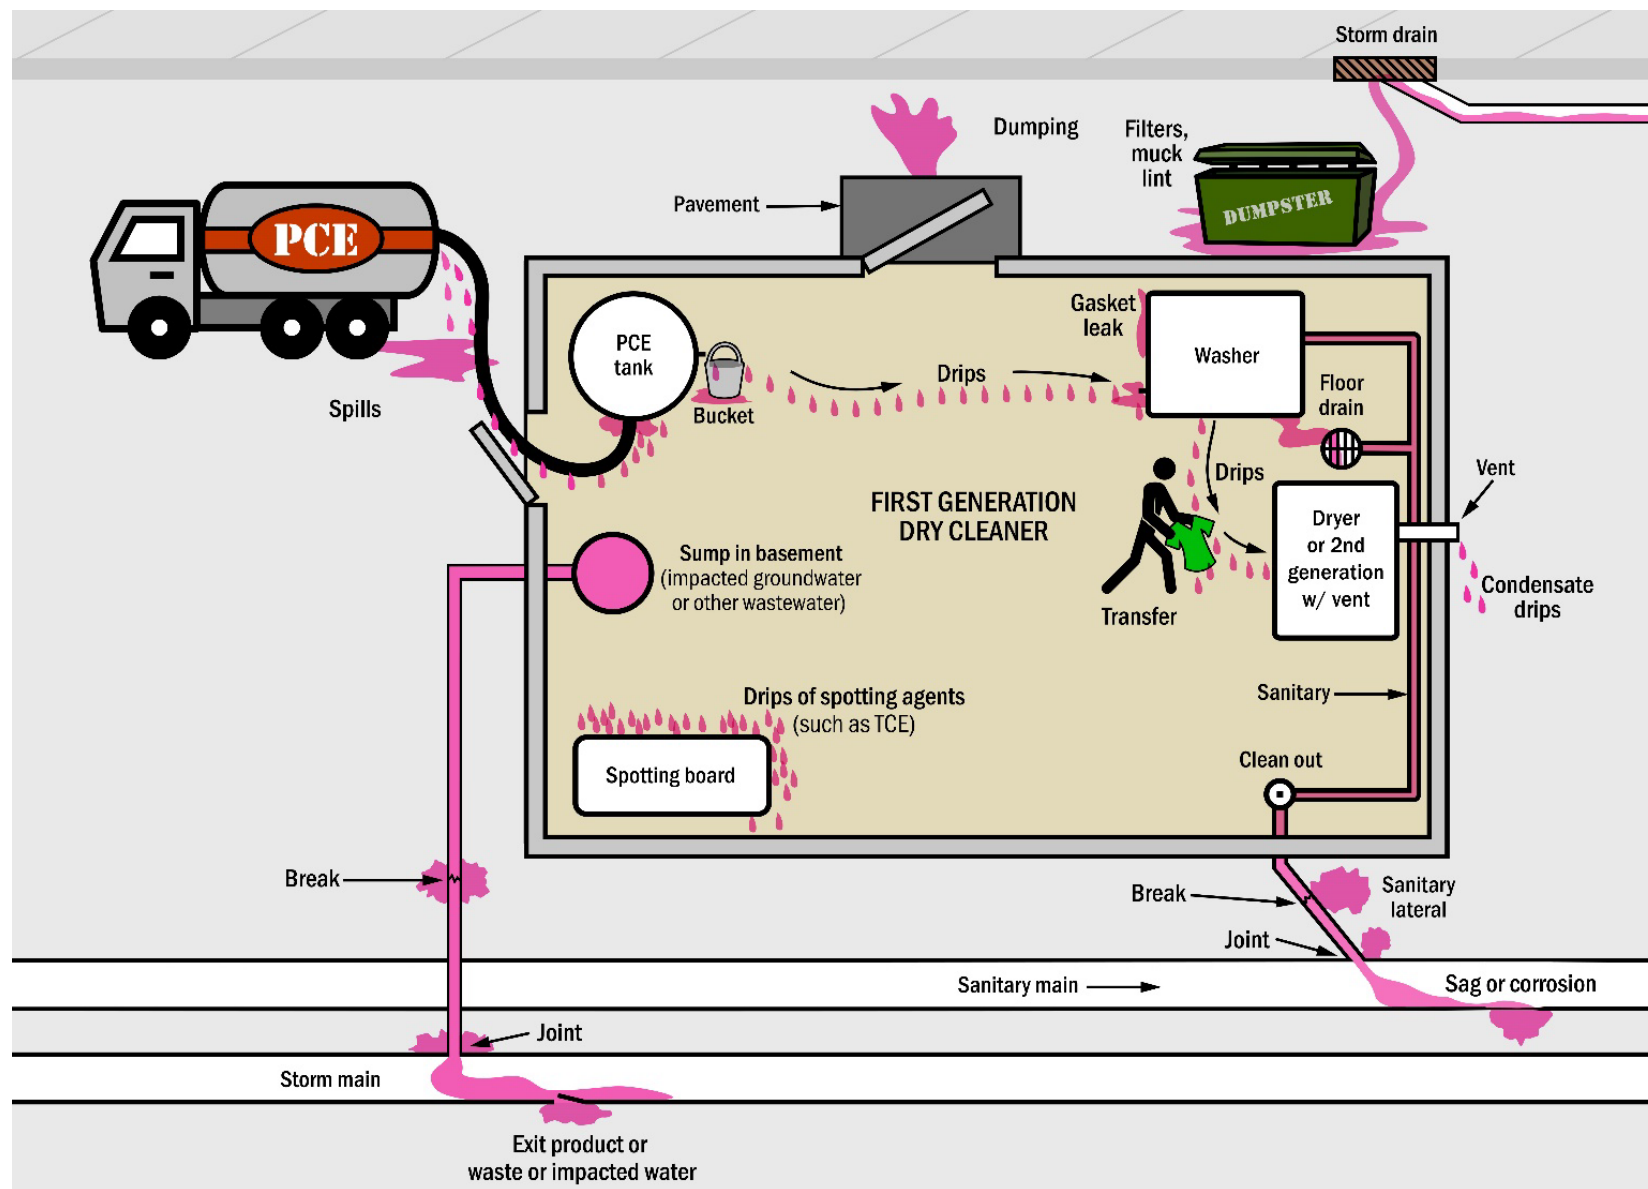 Storm drain
Dumping
Filters,
muck
lint
DUMPSTER
Pavement
PCE
Spills
PCE
tank
Bucket
Drips
Gasket
leak
Washer
Floor
drain
Drips
Vent
FIRST GENERATION
DRY CLEANER
Dryer
or 2nd
generation
w/ vent
Condensate
drips
Transfer
Sump in basement
(impacted groundwater
or other wastewater)
Sanitary
Drips of spotting agents
(such as TCE)
Spotting board
Clean out
Break
Break
Sanitary
lateral
Joint
Sanitary main
Sag or corrosion
Joint
Storm main
Exit product or
waste or impacted water